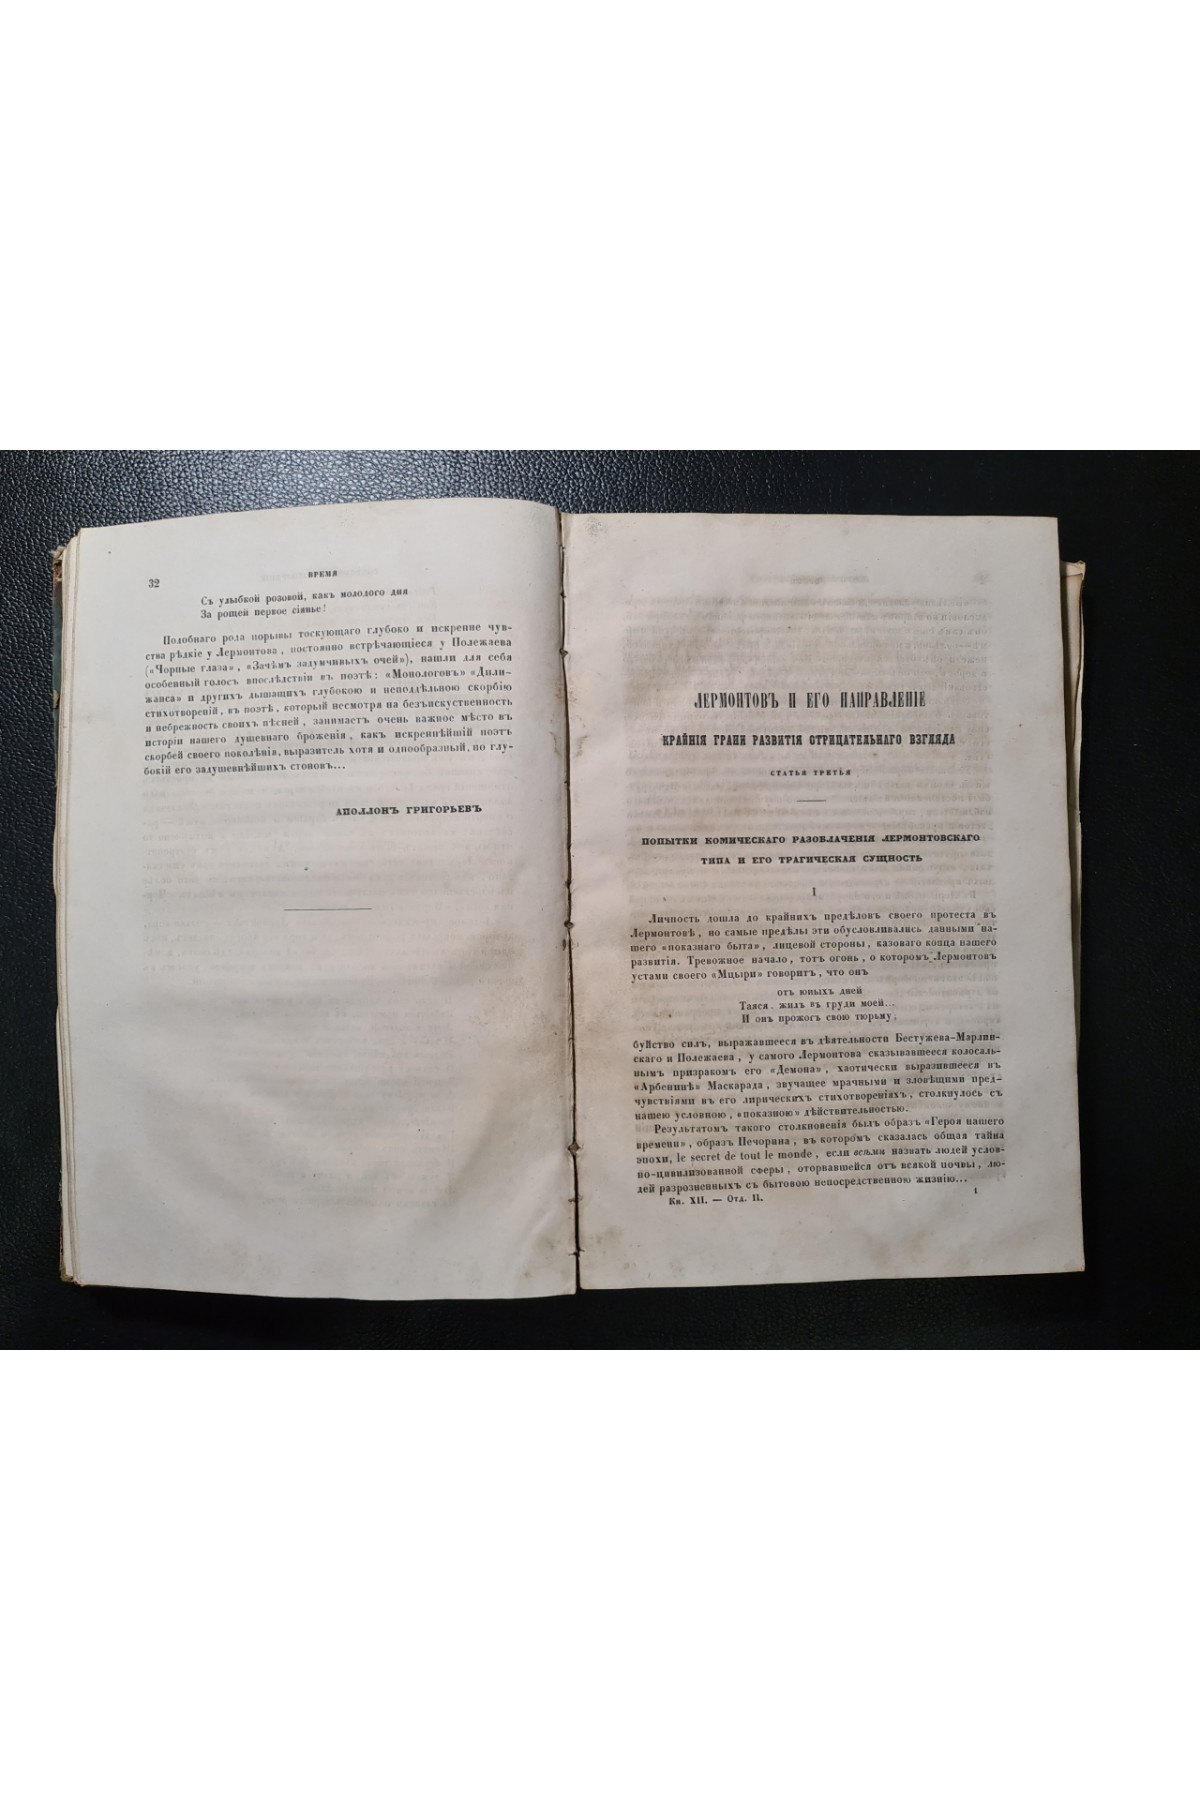 32
ВРЕМЯ
Съ улыбкой розовой, какъ молодого дня
За рощей первое сіянье!
Подобнаго рода порывы тоскующаго глубоко и искренне чув-
ства рѣдкіе у Лермонтова, постоянно встрѣчающіеся у Полежаева
(«Чорные глаза», «Зачѣмъ задумчивыхъ очей»), нашли для себя
особенный голосъ впослѣдствіи въ поэтѣ: «Монологовъ» «Дили-
жанса» и другихъ дышащихъ глубокою и неподдѣльною скорбію
стихотвореній, въ поэтѣ, который несмотря на безъискуственность
и небрежность своихъ пѣсней, занимаетъ очень важное мѣсто въ
исторіи нашего душевнаго броженія, какъ искреннѣйшій поэтъ
скорбей своего поколѣнія, выразитель хотя и однообразный, но глу-
бокій его задушевнѣйшихъ стоновъ...
АПОЛЛОНЪ ГРИГОРЬЕВЪ
ЛЕРМОНТОВЪ И ЕГО НАПРАВЛЕНІЕ
КРАЙНІЯ ГРАНИ РАЗВИТІЯ ОТРИЦАТЕЛЬНАГО ВЗГЛЯДА
СТАТЬЯ ТРЕТЬЯ
ПОПЫТКИ КОМИЧЕСКАГО РАЗОБЛАЧЕНІЯ ЛЕРМОНТОВСКАГО
ТИПА И ЕГО ТРАГИЧЕСКАЯ СУЩНОСТЬ
I
Личность дошла до крайнихъ предѣловъ своего протеста въ
Лермонтовѣ, но самые предѣлы эти обусловливались данными на-
шего «показнаго быта», лицевой стороны, казоваго конца нашего
развитія. Тревожное начало, тотъ огонь, о которомъ Лермонтовъ
устами своего «Мцыри» говоритъ, что онъ
отъ юныхъ дней
Таяся, жилъ въ груди моей...
И онъ прожогъ свою тюрьму;
буйство силъ, выражавшееся въ дѣятельности Бестужева-Марлин-
скаго и Полежаева, у самого Лермонтова сказывавшееся колосаль-
нымъ призракомъ его «Демона», хаотически выразившееся въ
«Арбенинѣ» Маскарада, звучащее мрачными и зловѣщими пред-
чувствіями въ его лирическихъ стихотвореніяхъ, столкнулось съ
нашею условною, «показною» дѣйствительностью.
Результатомъ такого столкновенія былъ образъ «Героя нашего
времени», образъ Печорина, въ которомъ сказалась общая тайна
эпохи, le secret de tout le monde, если всѣми назвать людей услов-
но-цивилизованной сферы, оторвавшейся отъ всякой почвы, лю-
дей разрозненныхъ съ бытовою непосредственною жизнію...
Кн. XII. — Отд. II.
1